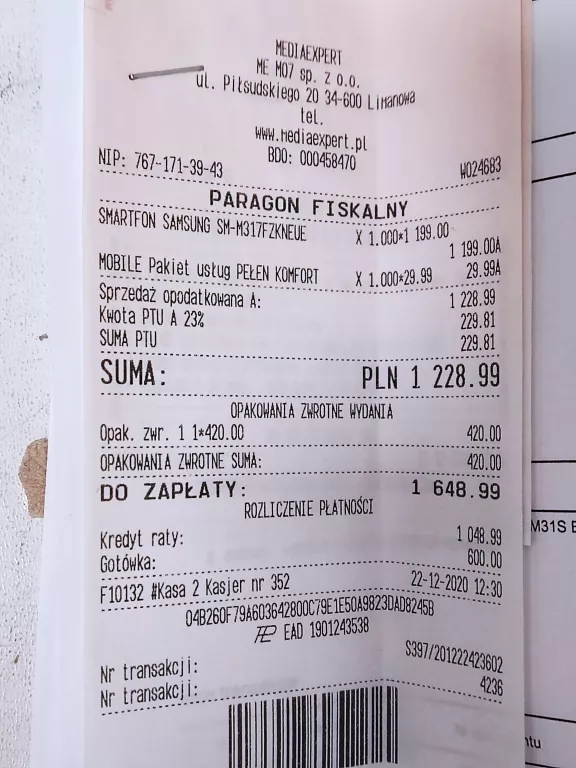 MEDIAEXPERT
ME M07 sp. z o.o.
ul. Piłsudskiego 20 34-600 Limanowa
tel.
www.mediaexpert.pl
BDO: 000458470
NIP: 767-171-39-43 W024683
PARAGON FISKALNY
SMARTFON SAMSUNG SM-M317FZKNEUE X 1.000*1 199.00
1 199.00A
MOBILE Pakiet usług PEŁEN KOMFORT X 1.000*29.99 29.99A
Sprzedaż opodatkowana A: 1 228.99
Kwota PTU A 23% 229.81
SUMA PTU 229.81
SUMA: PLN 1 228.99
OPAKOWANIA ZWROTNE WYDANIA
Opak. zwr. 1 1*420.00 420.00
OPAKOWANIA ZWROTNE SUMA: 420.00
DO ZAPŁATY: 1 648.99
ROZLICZENIE PŁATNOŚCI
Kredyt raty: 1 048.99
Gotówka: 600.00
F10132 #Kasa 2 Kasjer nr 352 22-12-2020 12:30
04B260F79A603642800C79E1E50A9823DAD8245B
EAD 1901243538
Nr transakcji: S397/201222423602
Nr transakcji: 4236
M31S